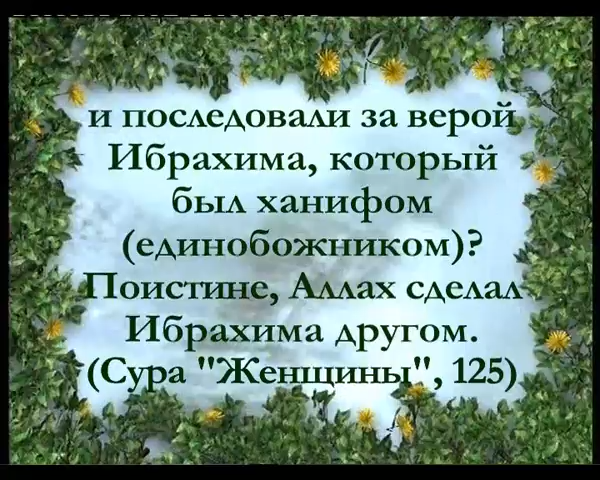 и последовали за верой
Ибрахима, который
был ханифом
(единобожником)?
Поистине, Аллах сделал
Ибрахима другом.
(Сура "Женщины", 125)